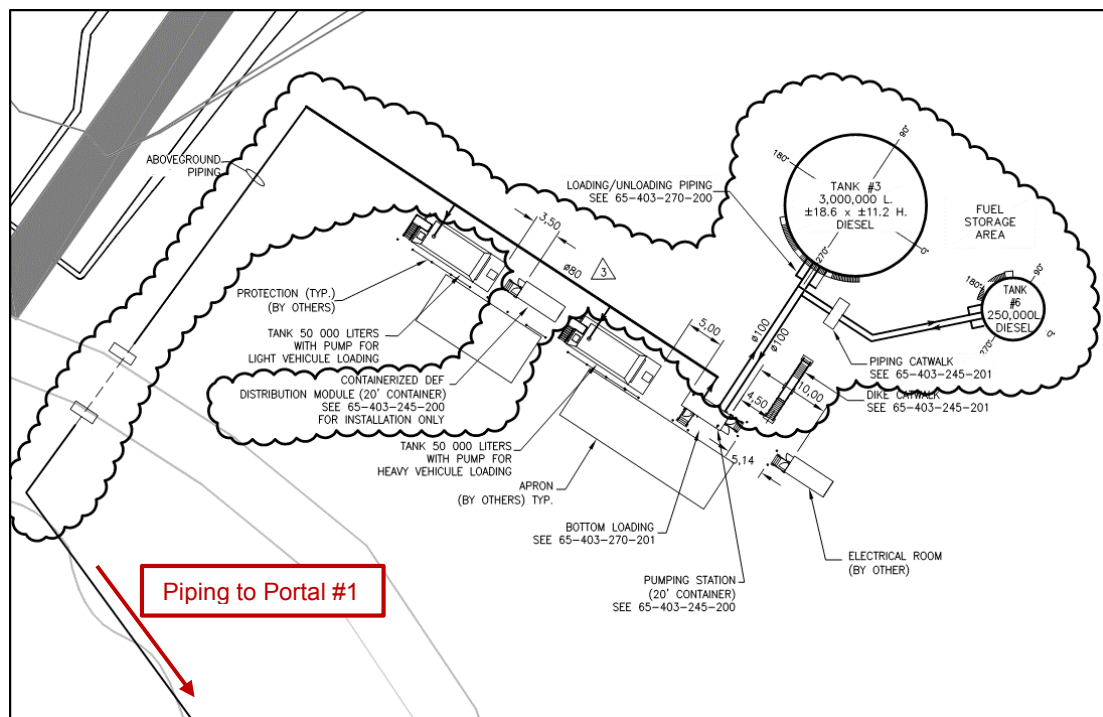 ABOVEGROUND
PIPING
LOADING/UNLOADING PIPING
SEE 65-403-270-200
180°
90°
0°
270°
TANK #3
3,000,000 L.
±18.6 x ±11.2 H.
DIESEL
FUEL
STORAGE
AREA
180°
90°
270°
TANK
#6
250,000L
DIESEL
3,50
ø80
3
PROTECTION (TYP.)
(BY OTHERS)
TANK 50 000 LITERS
WITH PUMP FOR
LIGHT VEHICULE LOADING
5,00
ø100
ø100
CONTAINERIZED DEF
DISTRIBUTION MODULE (20' CONTAINER)
SEE 65-403-245-200
FOR INSTALLATION ONLY
PIPING CATWALK
SEE 65-403-245-201
4,50
10,00
DIKE CATWALK
SEE 65-403-245-201
TANK 50 000 LITERS
WITH PUMP FOR
HEAVY VEHICULE LOADING
5,14
APRON
(BY OTHERS) TYP.
BOTTOM LOADING
SEE 65-403-270-201
ELECTRICAL ROOM
(BY OTHER)
PUMPING STATION
(20' CONTAINER)
SEE 65-403-245-200
Piping to Portal #1